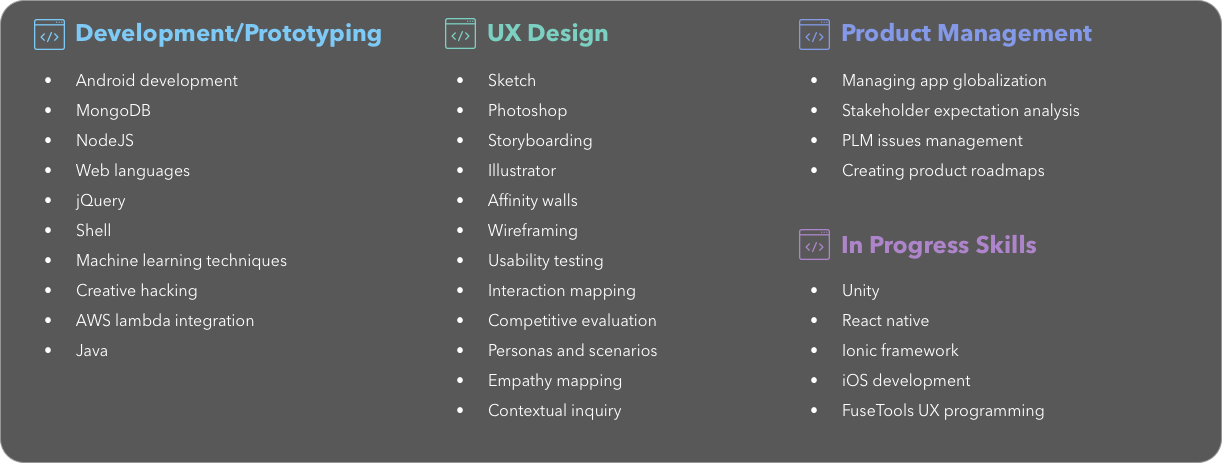 Development/Prototyping
• Android development
• MongoDB
• NodeJS
• Web languages
• jQuery
• Shell
• Machine learning techniques
• Creative hacking
• AWS lambda integration
• Java
UX Design
• Sketch
• Photoshop
• Storyboarding
• Illustrator
• Affinity walls
• Wireframing
• Usability testing
• Interaction mapping
• Competitive evaluation
• Personas and scenarios
• Empathy mapping
• Contextual inquiry
Product Management
• Managing app globalization
• Stakeholder expectation analysis
• PLM issues management
• Creating product roadmaps
In Progress Skills
• Unity
• React native
• Ionic framework
• iOS development
• FuseTools UX programming